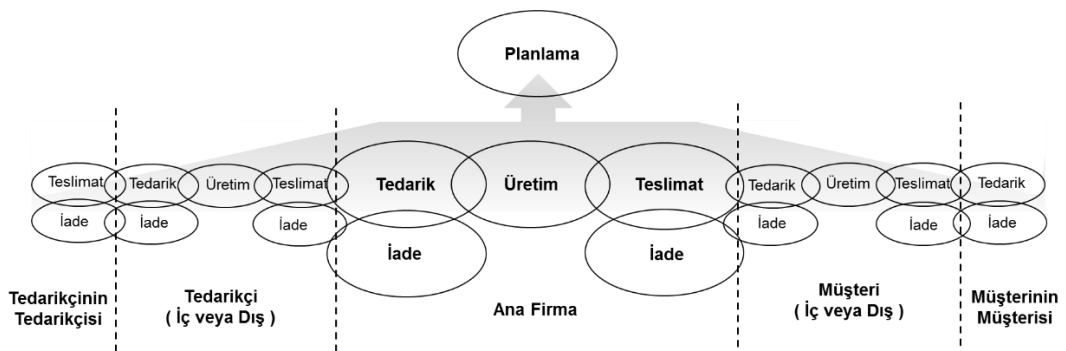 Planlama
Teslimat Tedarik Üretim Teslimat Tedarik Üretim Teslimat Tedarik Üretim Teslimat Tedarik
İade İade İade İade İade İade İade İade
Tedarikçinin Tedarikçisi
Tedarikçi
( İç veya Dış )
Ana Firma
Müşteri
( İç veya Dış )
Müşterinin
Müşterisi